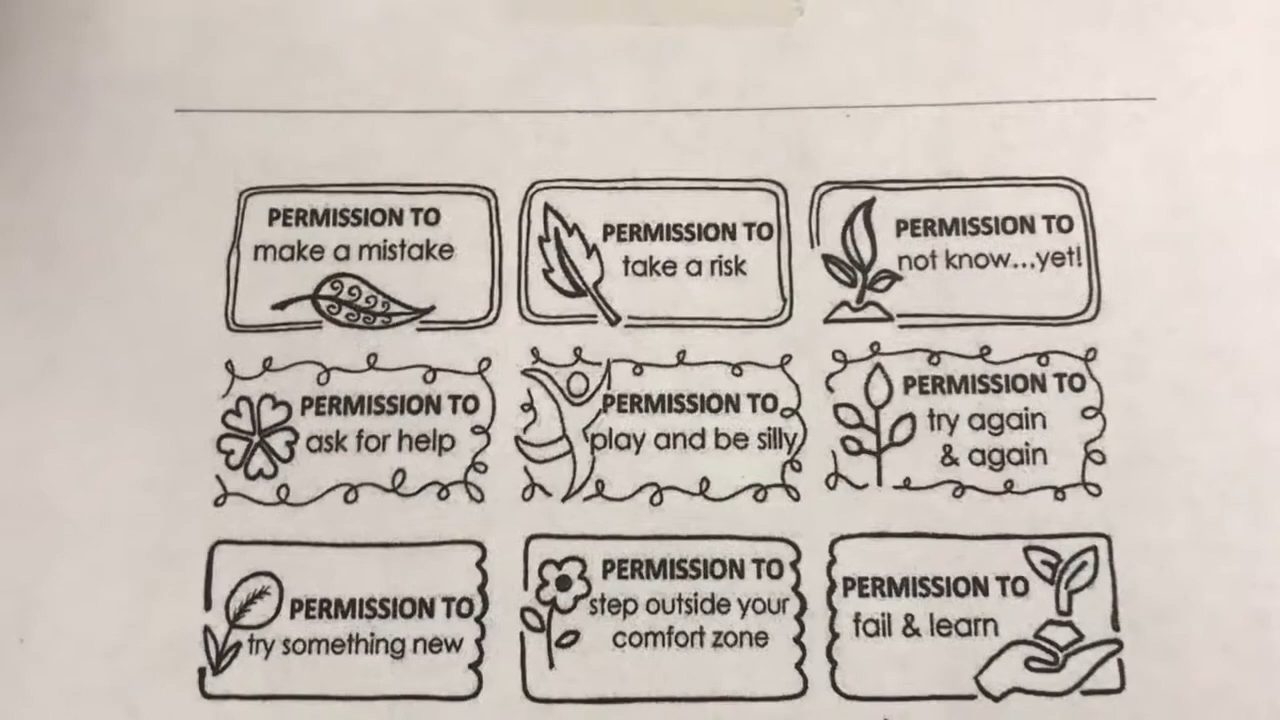 PERMISSION TO
make a mistake
PERMISSION TO
take a risk
PERMISSION TO
not know...yet!
PERMISSION TO
ask for help
PERMISSION TO
play and be silly
PERMISSION TO
try again
& again
PERMISSION TO
try something new
PERMISSION TO
step outside your
comfort zone
PERMISSION TO
fail & learn